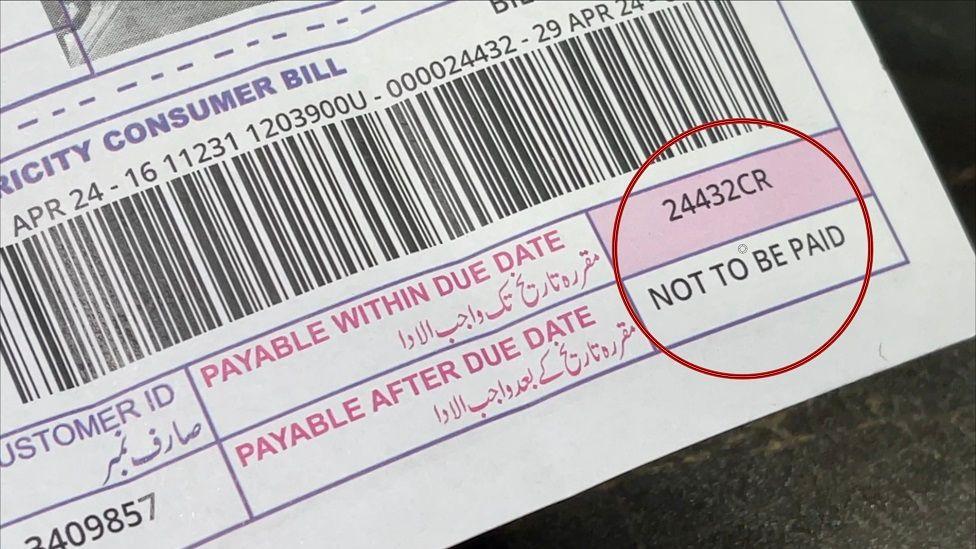 RICITY CONSUMER BILL
APR 24 - 16 11231 1203900U - 000024432 - 29 APR 24
PAYABLE WITHIN DUE DATE
مقررہ تاریخ تک واجب الادا
24432CR
PAYABLE AFTER DUE DATE
مقررہ تاریخ کے بعد واجب الادا
NOT TO BE PAID
USTOMER ID
صارف نمبر
3409857